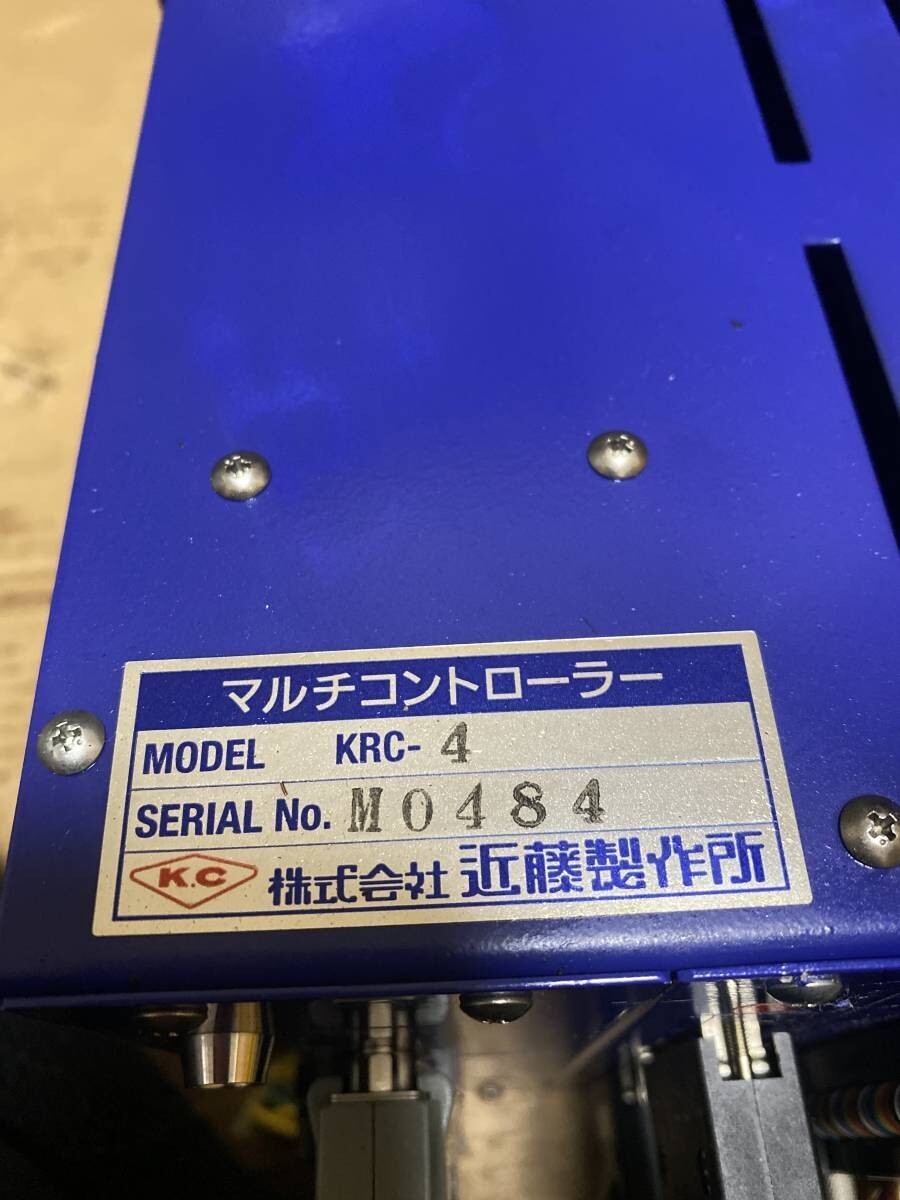 マルチコントローラー
MODEL KRC- 4
SERIAL No. M0484
K.C 株式会社 近藤製作所